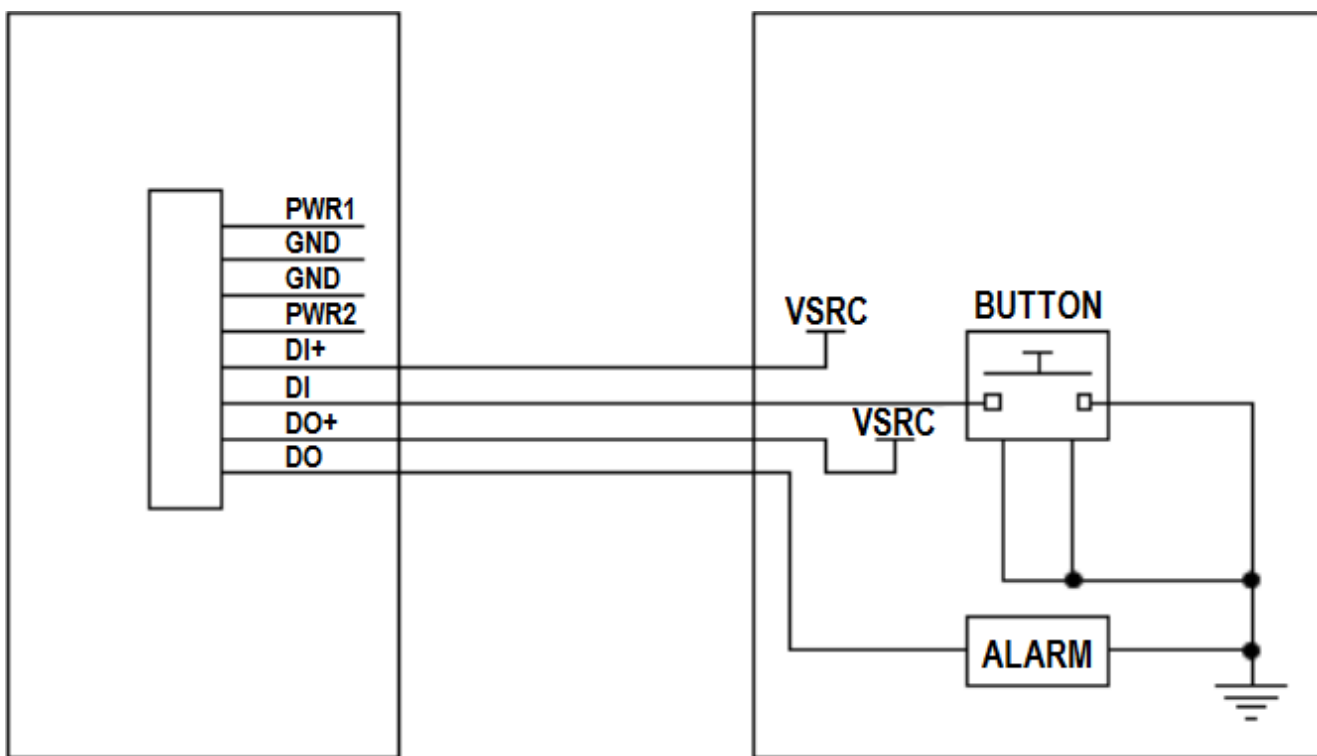 PWR1
GND
GND
PWR2
DI+
DI
DO+
DO
VSRC
BUTTON
VSRC
ALARM